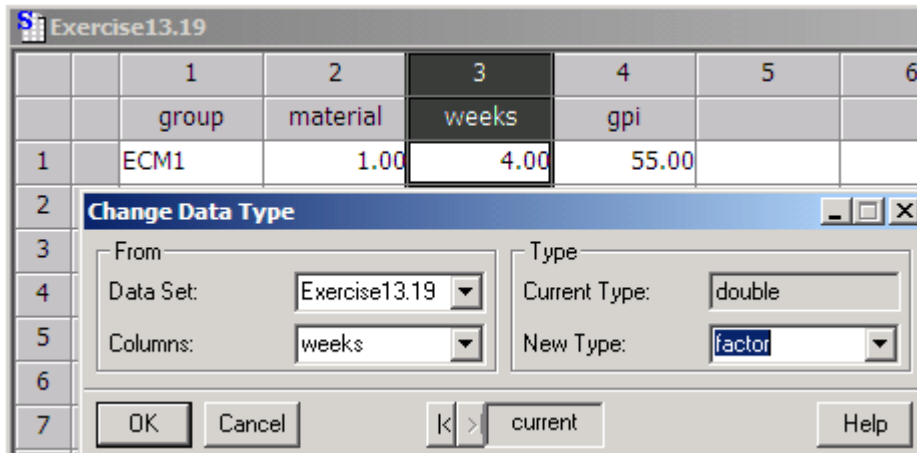 Exercise13.19
1 2 3 4 5 6
group material weeks gpi
1 ECM1 1.00 4.00 55.00
2
Change Data Type
3
From Type
4
Data Set: Exercise13.19 Current Type: double
5
Columns: weeks New Type: factor
6
7
OK Cancel current Help